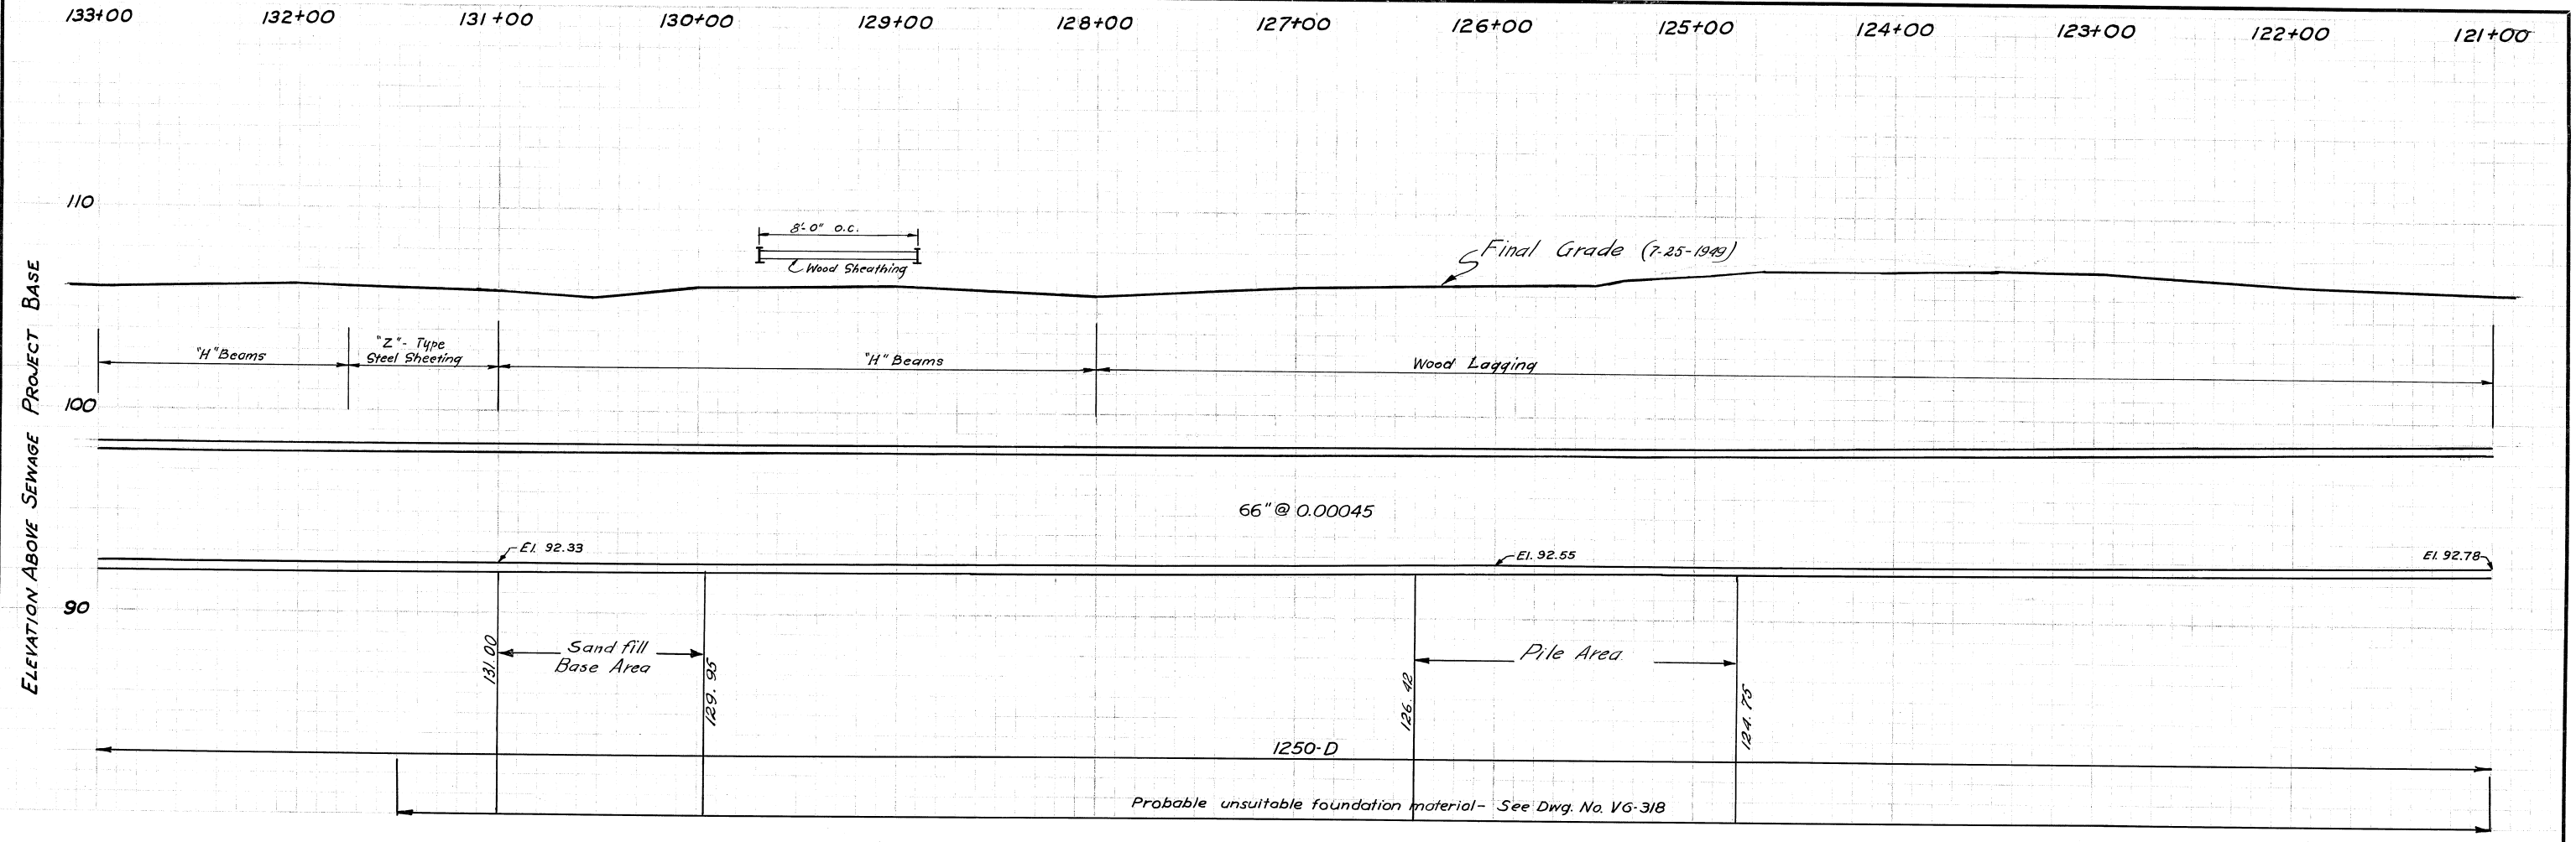 133+00 132+00 131+00 130+00 129+00 128+00 127+00 126+00 125+00 124+00 123+00 122+00 121+00
110
8'-0" O.C.
Wood Sheathing
Final Grade (7-25-1949)
"H" Beams
"Z"- Type
Steel Sheeting
"H" Beams
Wood Lagging
100
ELEVATION ABOVE SEWAGE PROJECT BASE
66" @ 0.00045
El. 92.33
El. 92.55
El. 92.78
90
131.00
Sand fill
Base Area
129.95
126.42
Pile Area
124.75
1250-D
Probable unsuitable foundation material- See Dwg. No. VG-318